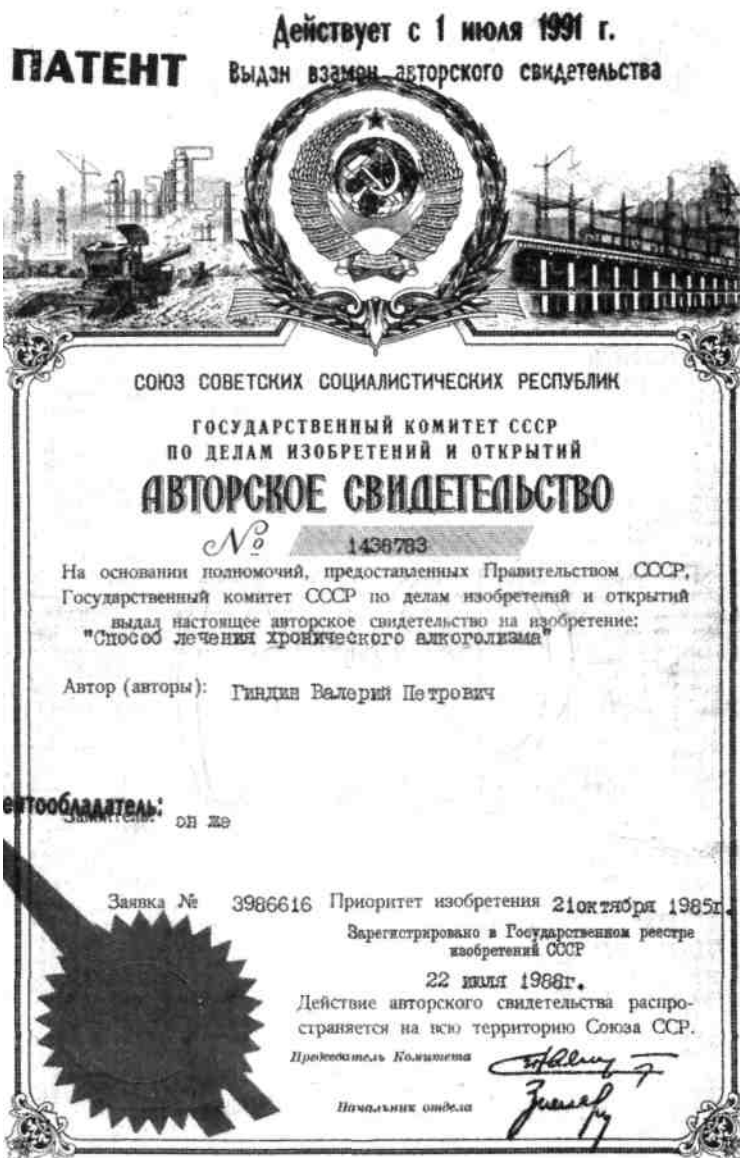 Действует с 1 июля 1991 г.
ПАТЕНТ
Выдан взамен авторского свидетельства
СОЮЗ СОВЕТСКИХ СОЦИАЛИСТИЧЕСКИХ РЕСПУБЛИК
ГОСУДАРСТВЕННЫЙ КОМИТЕТ СССР
ПО ДЕЛАМ ИЗОБРЕТЕНИЙ И ОТКРЫТИЙ
АВТОРСКОЕ СВИДЕТЕЛЬСТВО
№ 1436783
На основании полномочий, предоставленных Правительством СССР,
Государственный комитет СССР по делам изобретений и открытий
выдал настоящее авторское свидетельство на изобретение:
"Способ лечения хронического алкоголизма"
Автор (авторы): Гиндин Валерий Петрович
ентообладатель:
Заявитель: он же
Заявка № 3986616 Приоритет изобретения 21октября 1985г.
Зарегистрировано в Государственном реестре
изобретений СССР
22 июля 1988г.
Действие авторского свидетельства распро-
страняется на всю территорию Союза ССР.
Председатель Комитета
Начальник отдела